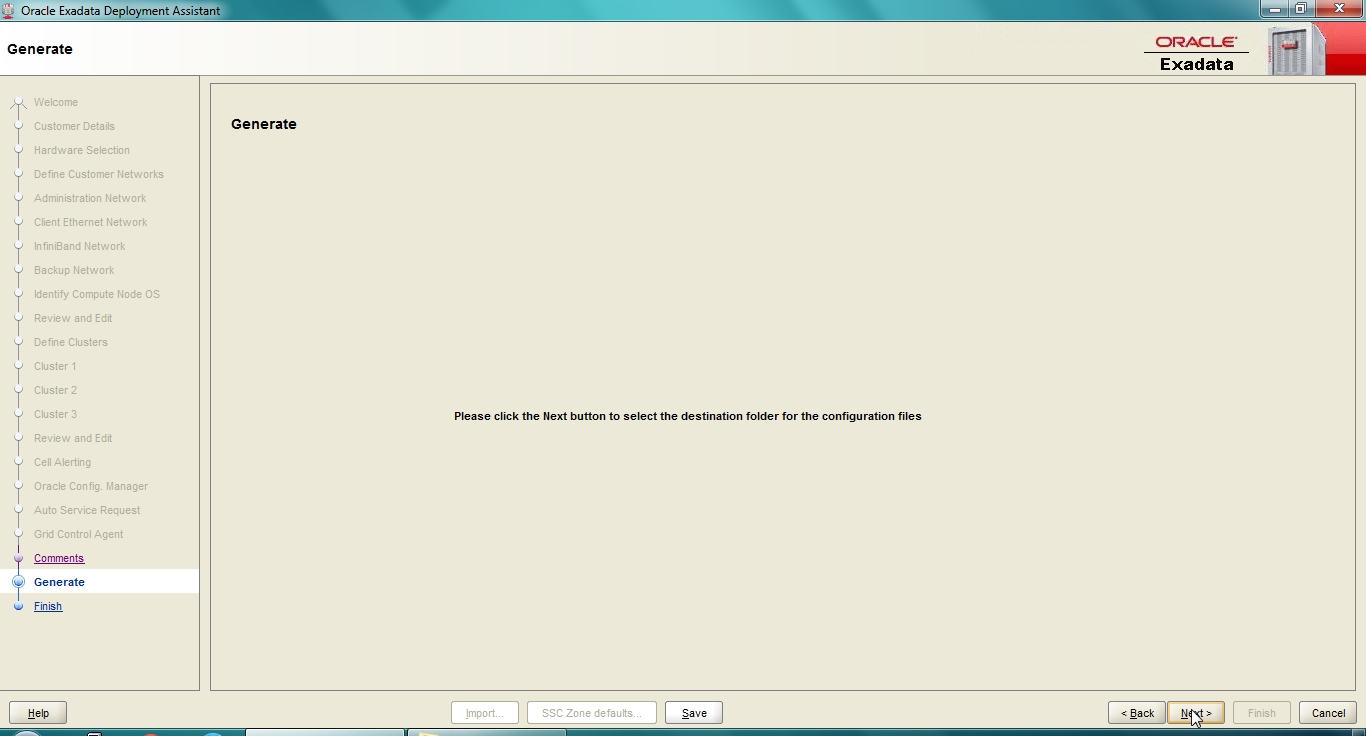 Oracle Exadata Deployment Assistant
Generate
ORACLE
Exadata
Welcome
Customer Details
Hardware Selection
Define Customer Networks
Administration Network
Client Ethernet Network
InfiniBand Network
Backup Network
Identify Compute Node OS
Review and Edit
Define Clusters
Cluster 1
Cluster 2
Cluster 3
Review and Edit
Cell Alerting
Oracle Config. Manager
Auto Service Request
Grid Control Agent
Comments
Generate
Finish
Generate
Please click the Next button to select the destination folder for the configuration files
Help
Import...
SSC Zone defaults...
Save
< Back
Next >
Finish
Cancel